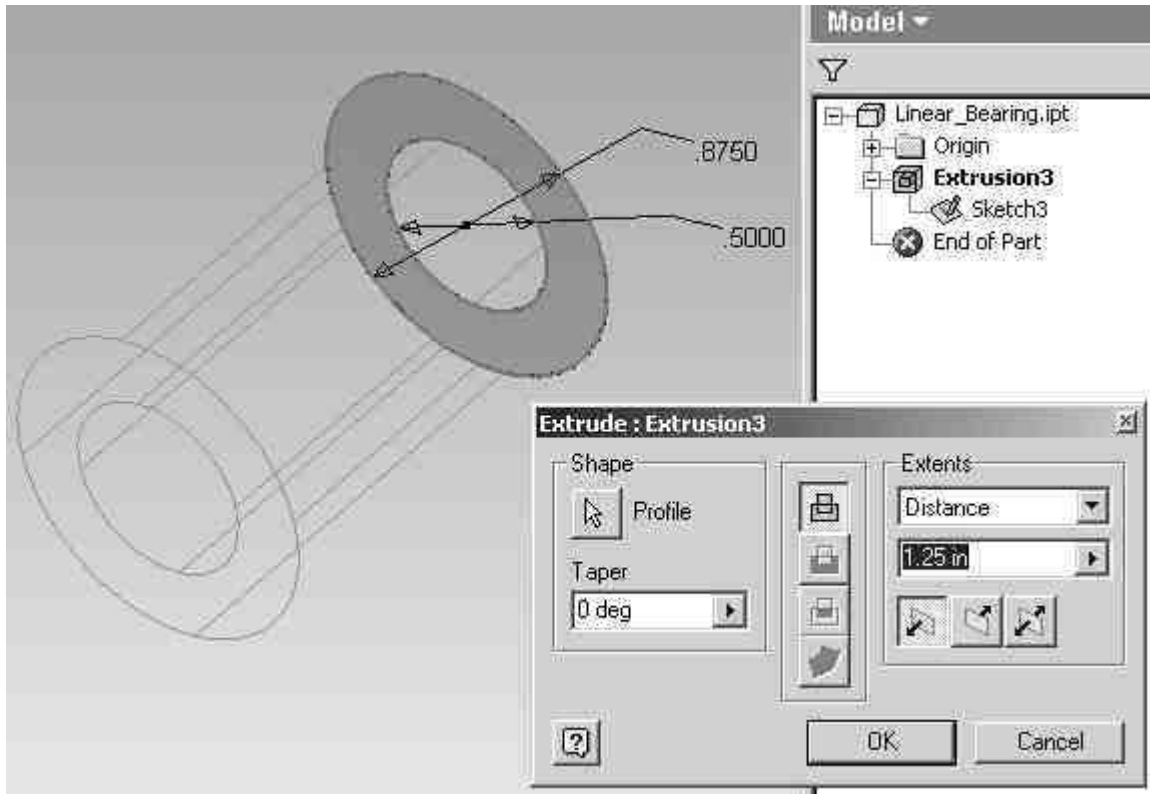 Model
Linear_Bearing.ipt
Origin
Extrusion3
Sketch3
End of Part
.8750
.5000
Extrude : Extrusion3
Shape
Profile
Taper
0 deg
Extents
Distance
1.25 in
?
OK
Cancel